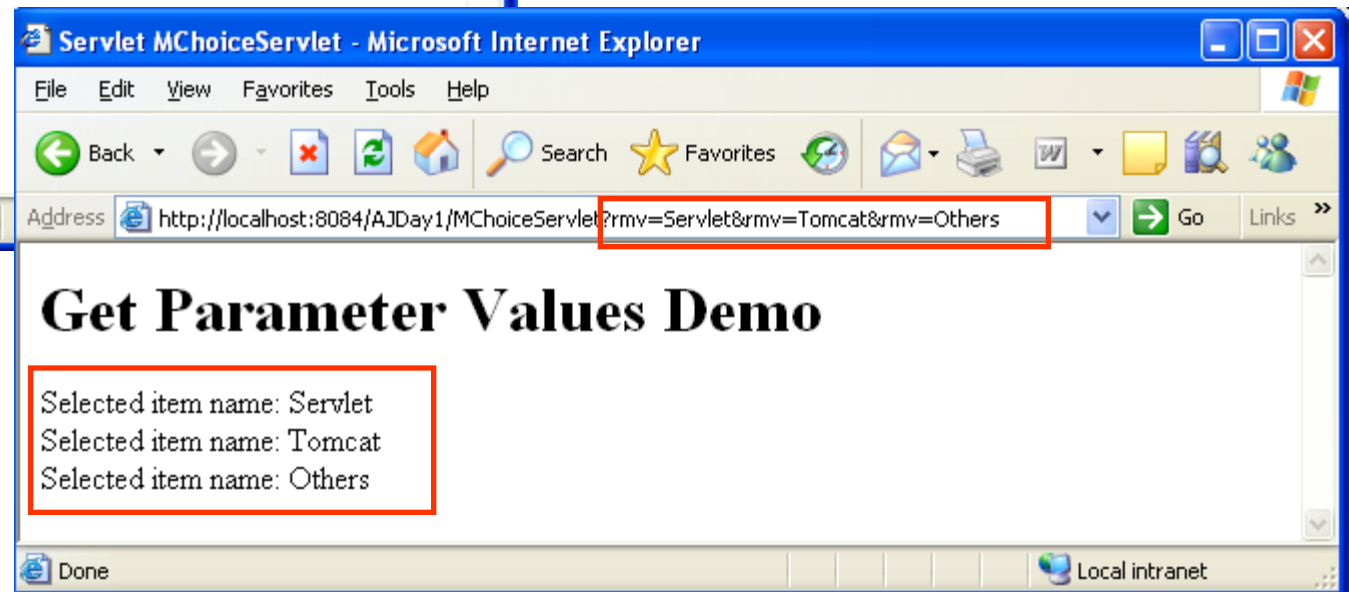 Servlet MChoiceServlet - Microsoft Internet Explorer
File Edit View Favorites Tools Help
Back Search Favorites W
Address http://localhost:8084/AJDay1/MChoiceServlet?rmv=Servlet&rmv=Tomcat&rmv=Others Go Links »
Get Parameter Values Demo
Selected item name: Servlet
Selected item name: Tomcat
Selected item name: Others
Done Local intranet